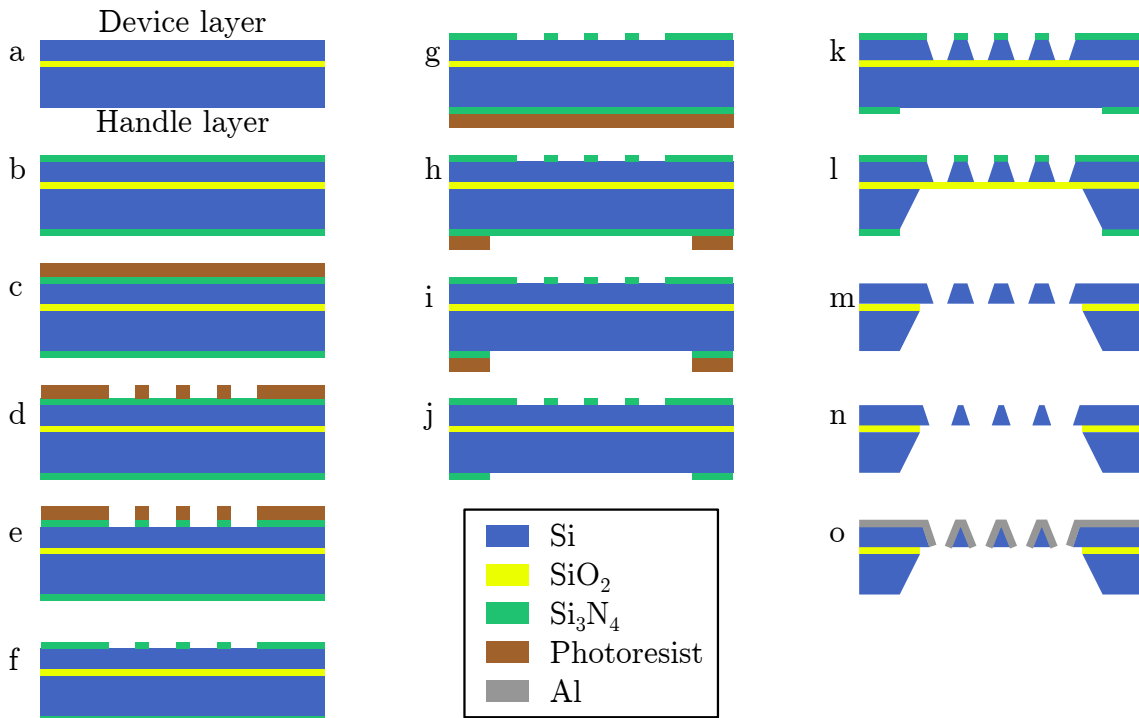 Device layer
a
Handle layer
b
c
d
e
f
g
h
i
j
k
l
m
n
o
Si
SiO₂
Si₃N₄
Photoresist
Al